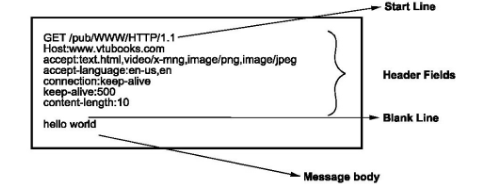 Start Line
GET /pub/WWW/HTTP/1.1
Host:www.vtubooks.com
accept:text.html,video/x-mng,image/png,image/jpeg
accept-language:en-us,en
connection:keep-alive
keep-alive:500
content-length:10
Header Fields
Blank Line
hello world
Message body